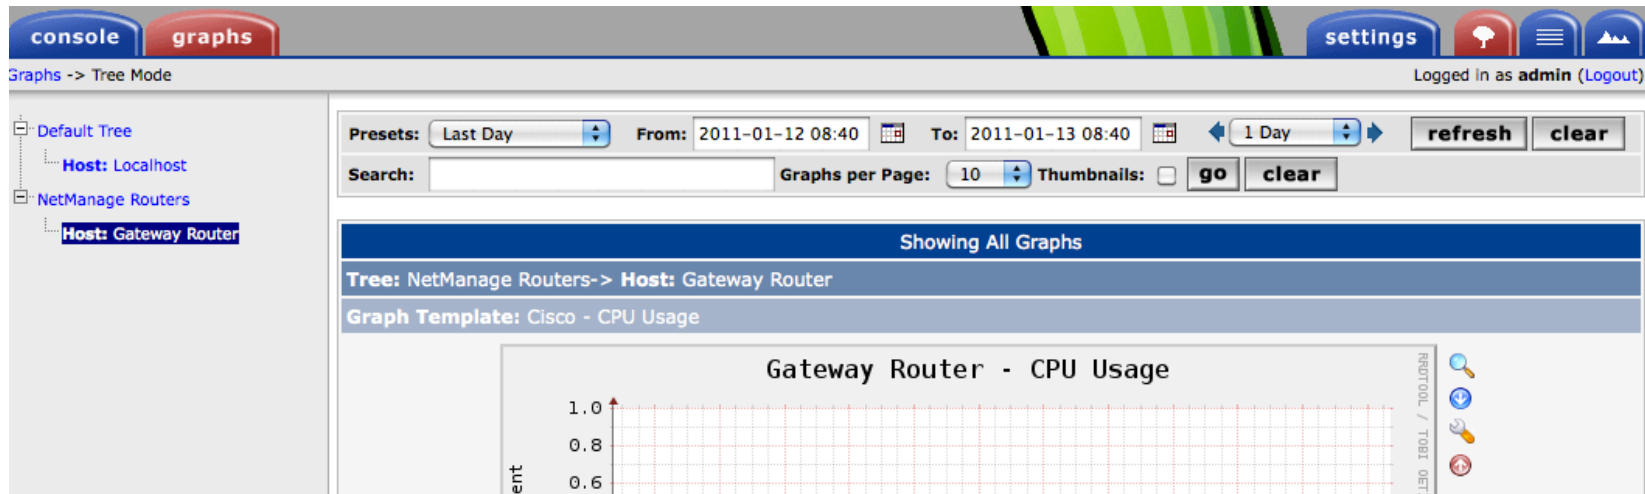 console graphs settings
Graphs -> Tree Mode Logged in as admin (Logout)
Default Tree
Host: Localhost
NetManage Routers
Host: Gateway Router
Presets: Last Day From: 2011-01-12 08:40 To: 2011-01-13 08:40 1 Day refresh clear
Search: Graphs per Page: 10 Thumbnails: go clear
Showing All Graphs
Tree: NetManage Routers-> Host: Gateway Router
Graph Template: Cisco - CPU Usage
Gateway Router - CPU Usage
1.0
0.8
0.6
RRDTOOL / TOBI OET